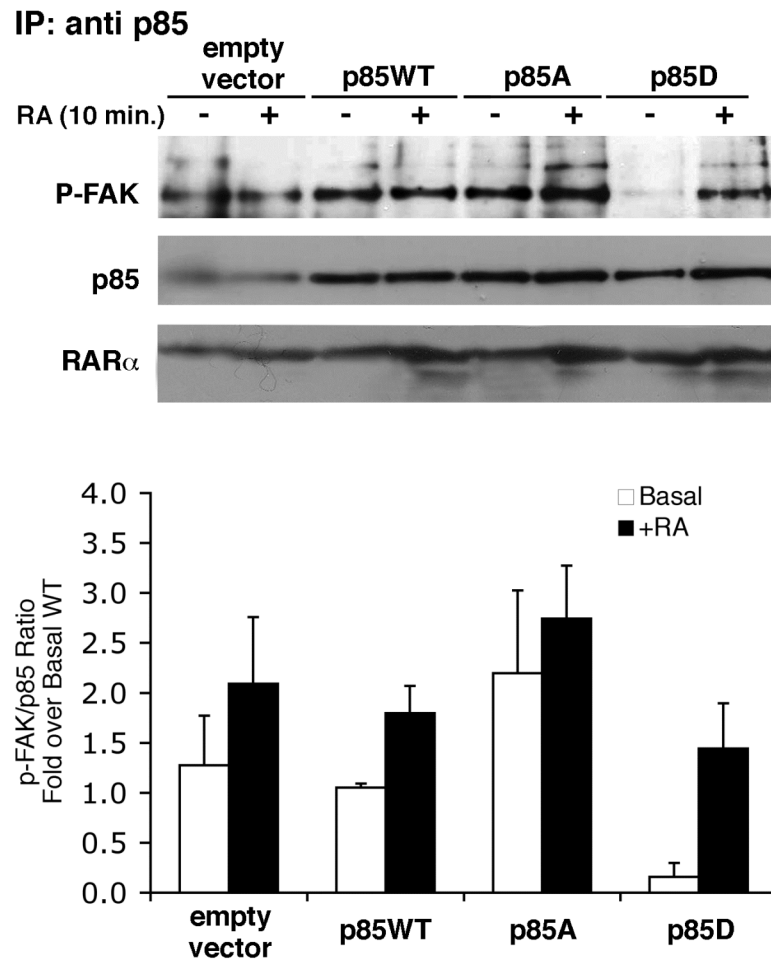 IP: anti p85
empty
vector
p85WT
p85A
p85D
RA (10 min.)
- + - + - + - +
P-FAK
p85
RARα
4.0
3.5
3.0
2.5
2.0
1.5
1.0
0.5
0.0
p-FAK/p85 Ratio
Fold over Basal WT
Basal
+RA
empty
vector
p85WT
p85A
p85D